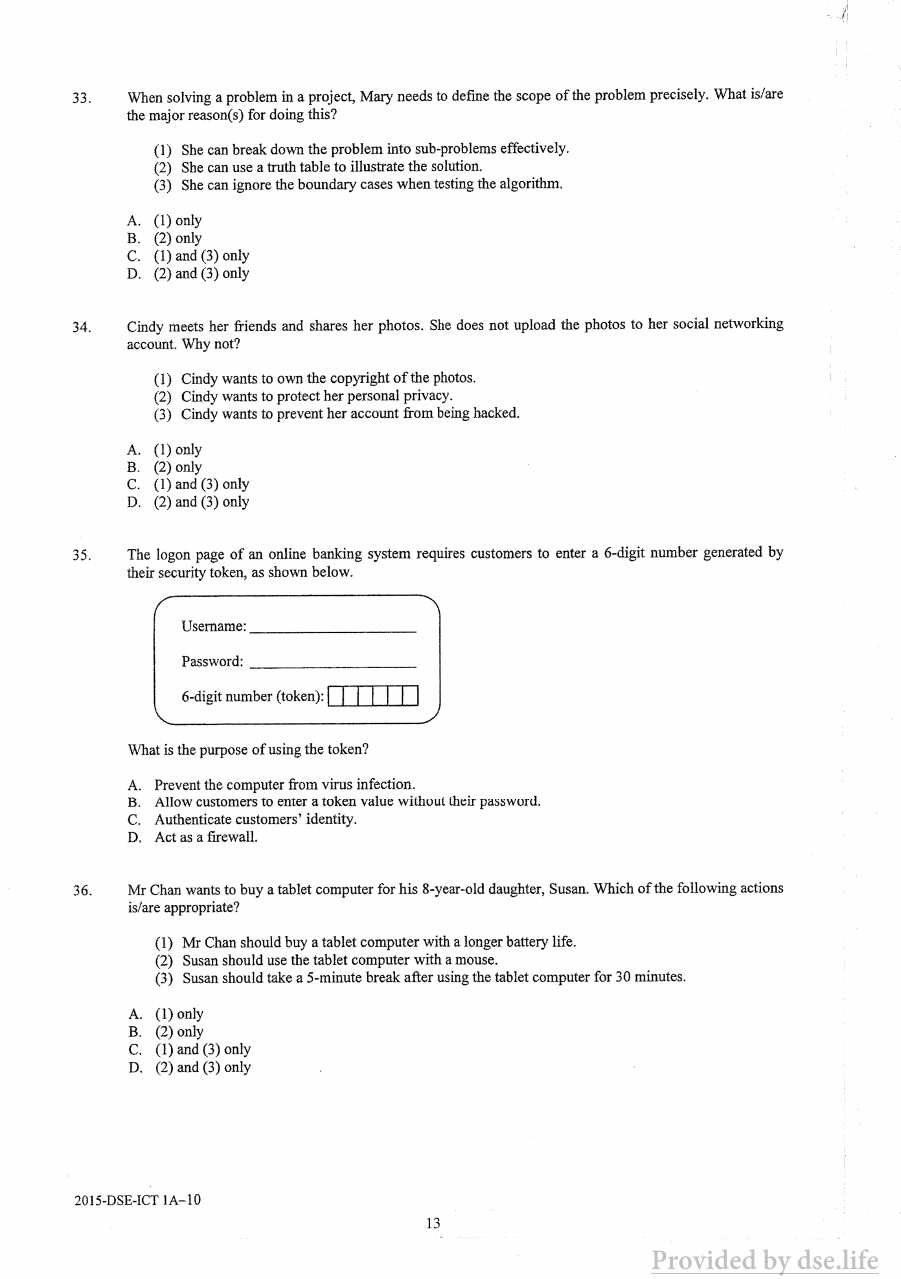 33. When solving a problem in a project, Mary needs to define the scope of the problem precisely. What is/are
the major reason(s) for doing this?
(1) She can break down the problem into sub-problems effectively.
(2) She can use a truth table to illustrate the solution.
(3) She can ignore the boundary cases when testing the algorithm.
A. (1) only
B. (2) only
C. (1) and (3) only
D. (2) and (3) only
34. Cindy meets her friends and shares her photos. She does not upload the photos to her social networking
account. Why not?
(1) Cindy wants to own the copyright of the photos.
(2) Cindy wants to protect her personal privacy.
(3) Cindy wants to prevent her account from being hacked.
A. (1) only
B. (2) only
C. (1) and (3) only
D. (2) and (3) only
35. The logon page of an online banking system requires customers to enter a 6-digit number generated by
their security token, as shown below.
Username:
Password:
6-digit number (token):
What is the purpose of using the token?
A. Prevent the computer from virus infection.
B. Allow customers to enter a token value without their password.
C. Authenticate customers' identity.
D. Act as a firewall.
36. Mr Chan wants to buy a tablet computer for his 8-year-old daughter, Susan. Which of the following actions
is/are appropriate?
(1) Mr Chan should buy a tablet computer with a longer battery life.
(2) Susan should use the tablet computer with a mouse.
(3) Susan should take a 5-minute break after using the tablet computer for 30 minutes.
A. (1) only
B. (2) only
C. (1) and (3) only
D. (2) and (3) only
2015-DSE-ICT 1A–10
13
Provided by dse.life